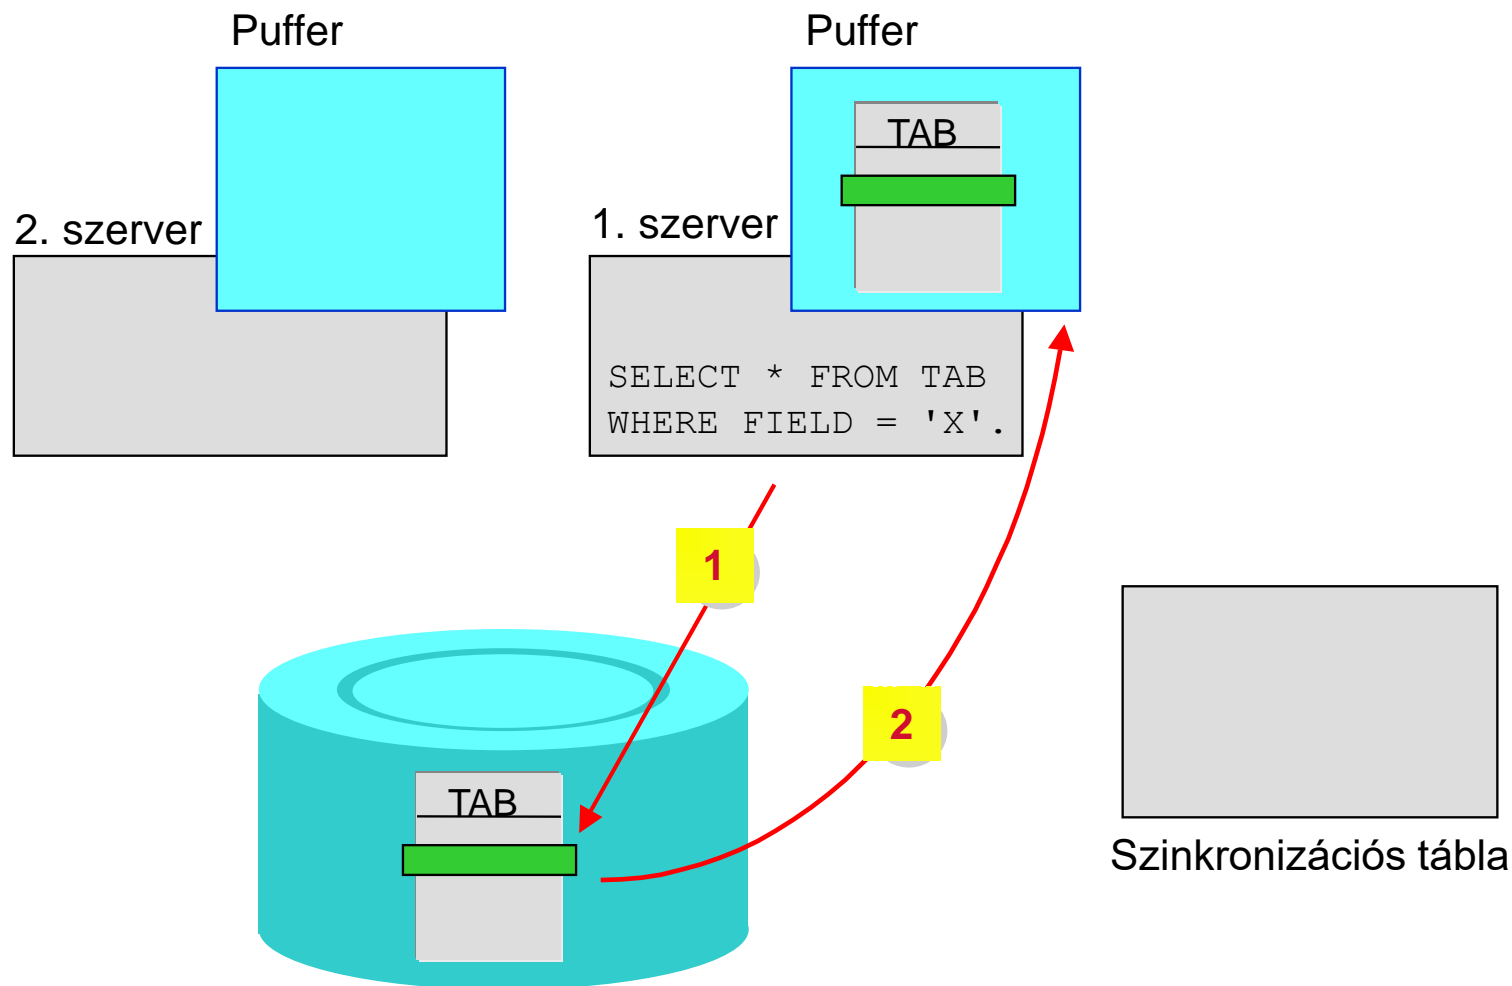 Puffer
Puffer
TAB
2. szerver
1. szerver
SELECT * FROM TAB
WHERE FIELD = 'X'.
1
2
TAB
Szinkronizációs tábla